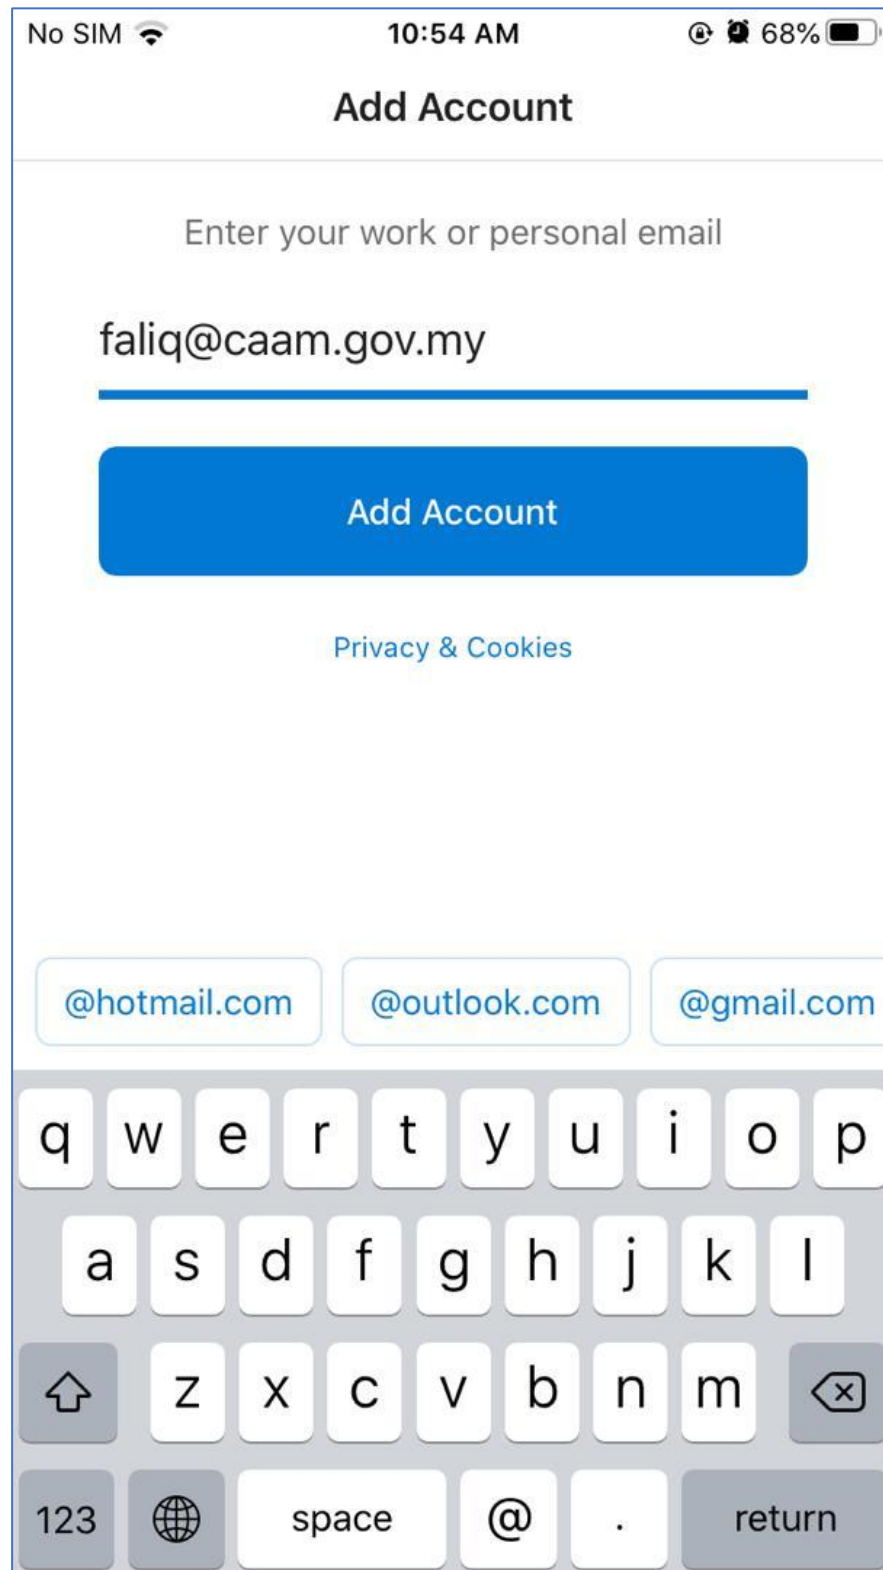 No SIM 10:54 AM 68%
Add Account
Enter your work or personal email
faliq@caam.gov.my
Add Account
Privacy & Cookies
@hotmail.com @outlook.com @gmail.com
q w e r t y u i o p
a s d f g h j k l
z x c v b n m
123 space @ . return